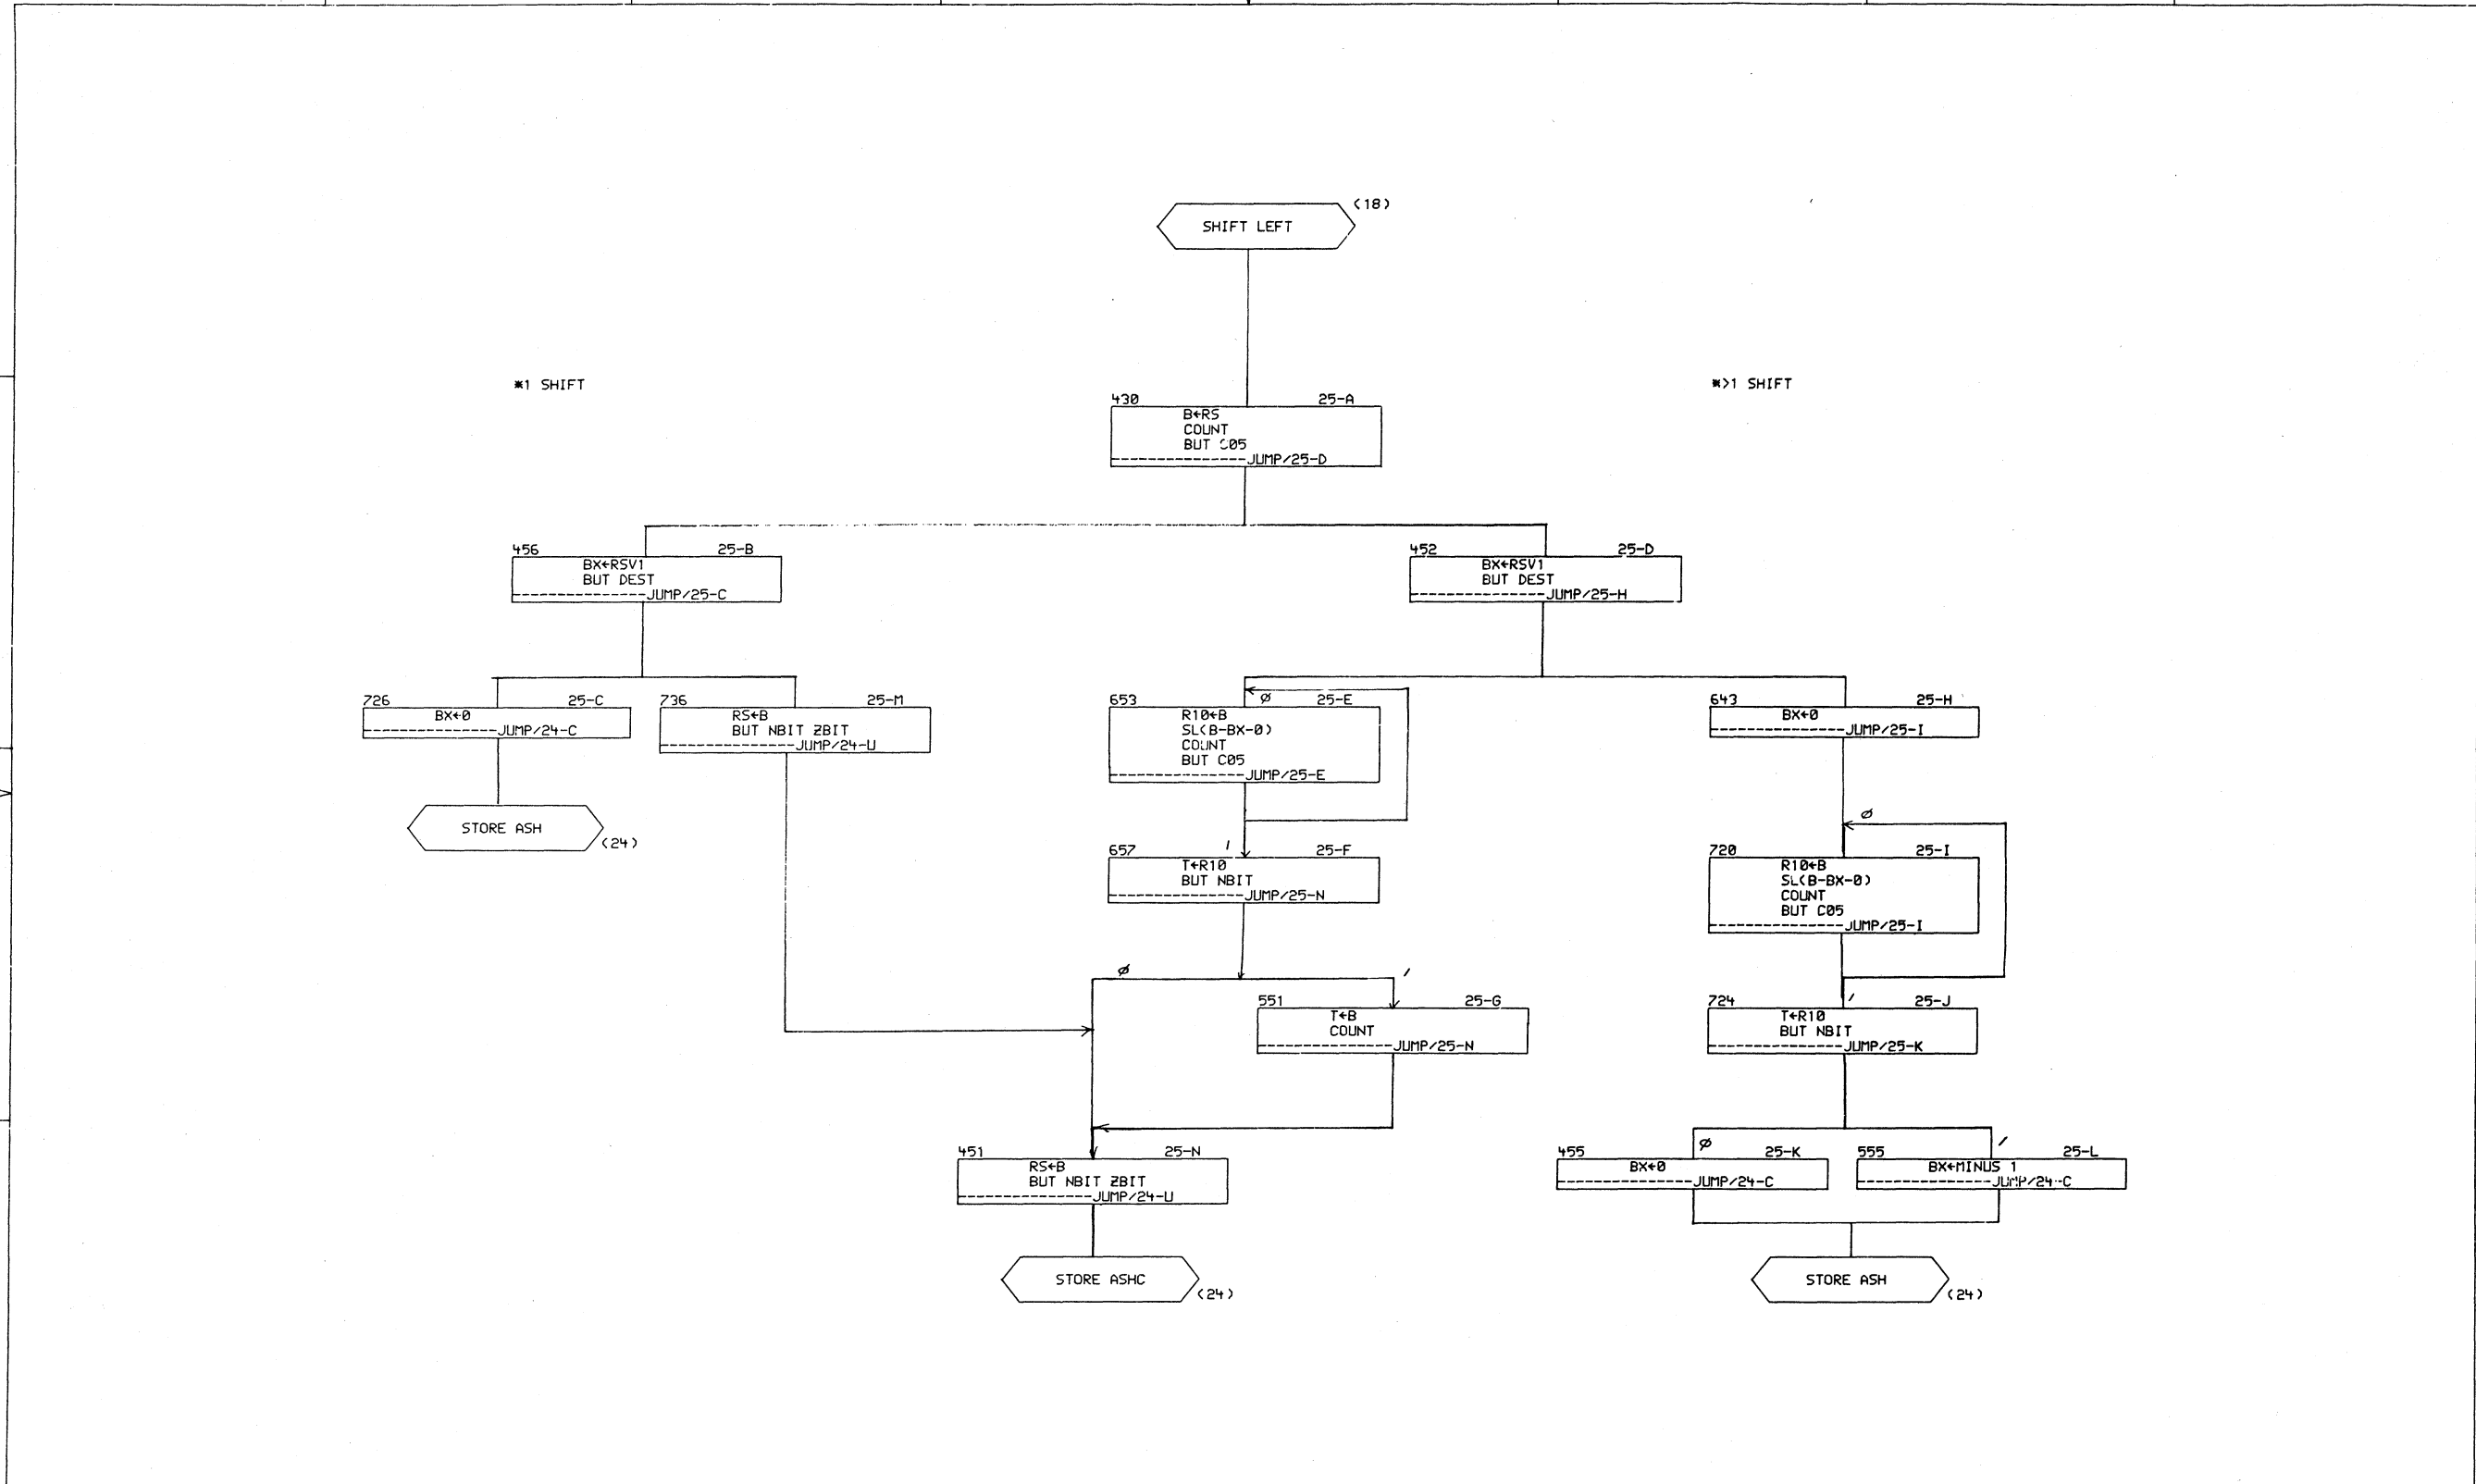 (18)
SHIFT LEFT
*1 SHIFT
*>1 SHIFT
430 25-A
B←RS
COUNT
BUT C05
---------------JUMP/25-D
456 25-B
BX←RSV1
BUT DEST
---------------JUMP/25-C
452 25-D
BX←RSV1
BUT DEST
---------------JUMP/25-H
726 25-C
BX←0
---------------JUMP/24-C
736 25-M
RS←B
BUT NBIT ZBIT
---------------JUMP/24-U
Ø
653 25-E
R10←B
SL(B-BX-0)
COUNT
BUT C05
---------------JUMP/25-E
643 25-H
BX←0
---------------JUMP/25-I
STORE ASH
(24)
1
657 25-F
T←R10
BUT NBIT
---------------JUMP/25-N
Ø
720 25-I
R10←B
SL(B-BX-0)
COUNT
BUT C05
---------------JUMP/25-I
Ø
1
551 25-G
T←B
COUNT
---------------JUMP/25-N
1
724 25-J
T←R10
BUT NBIT
---------------JUMP/25-K
451 25-N
RS←B
BUT NBIT ZBIT
---------------JUMP/24-U
Ø
455 25-K
BX←0
---------------JUMP/24-C
1
555 25-L
BX←MINUS 1
---------------JUMP/24-C
STORE ASHC
(24)
STORE ASH
(24)